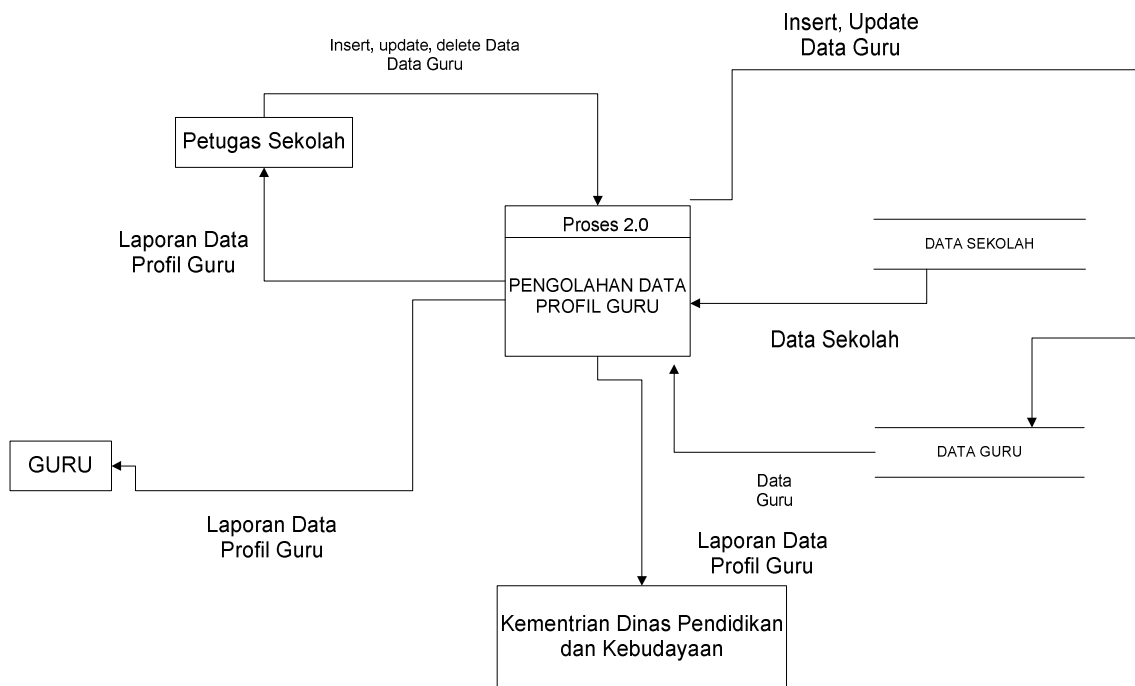 Insert, Update
Data Guru
Insert, update, delete Data
Data Guru
Petugas Sekolah
Proses 2.0
PENGOLAHAN DATA
PROFIL GURU
Laporan Data
Profil Guru
DATA SEKOLAH
Data Sekolah
DATA GURU
Data
Guru
GURU
Laporan Data
Profil Guru
Laporan Data
Profil Guru
Kementrian Dinas Pendidikan
dan Kebudayaan